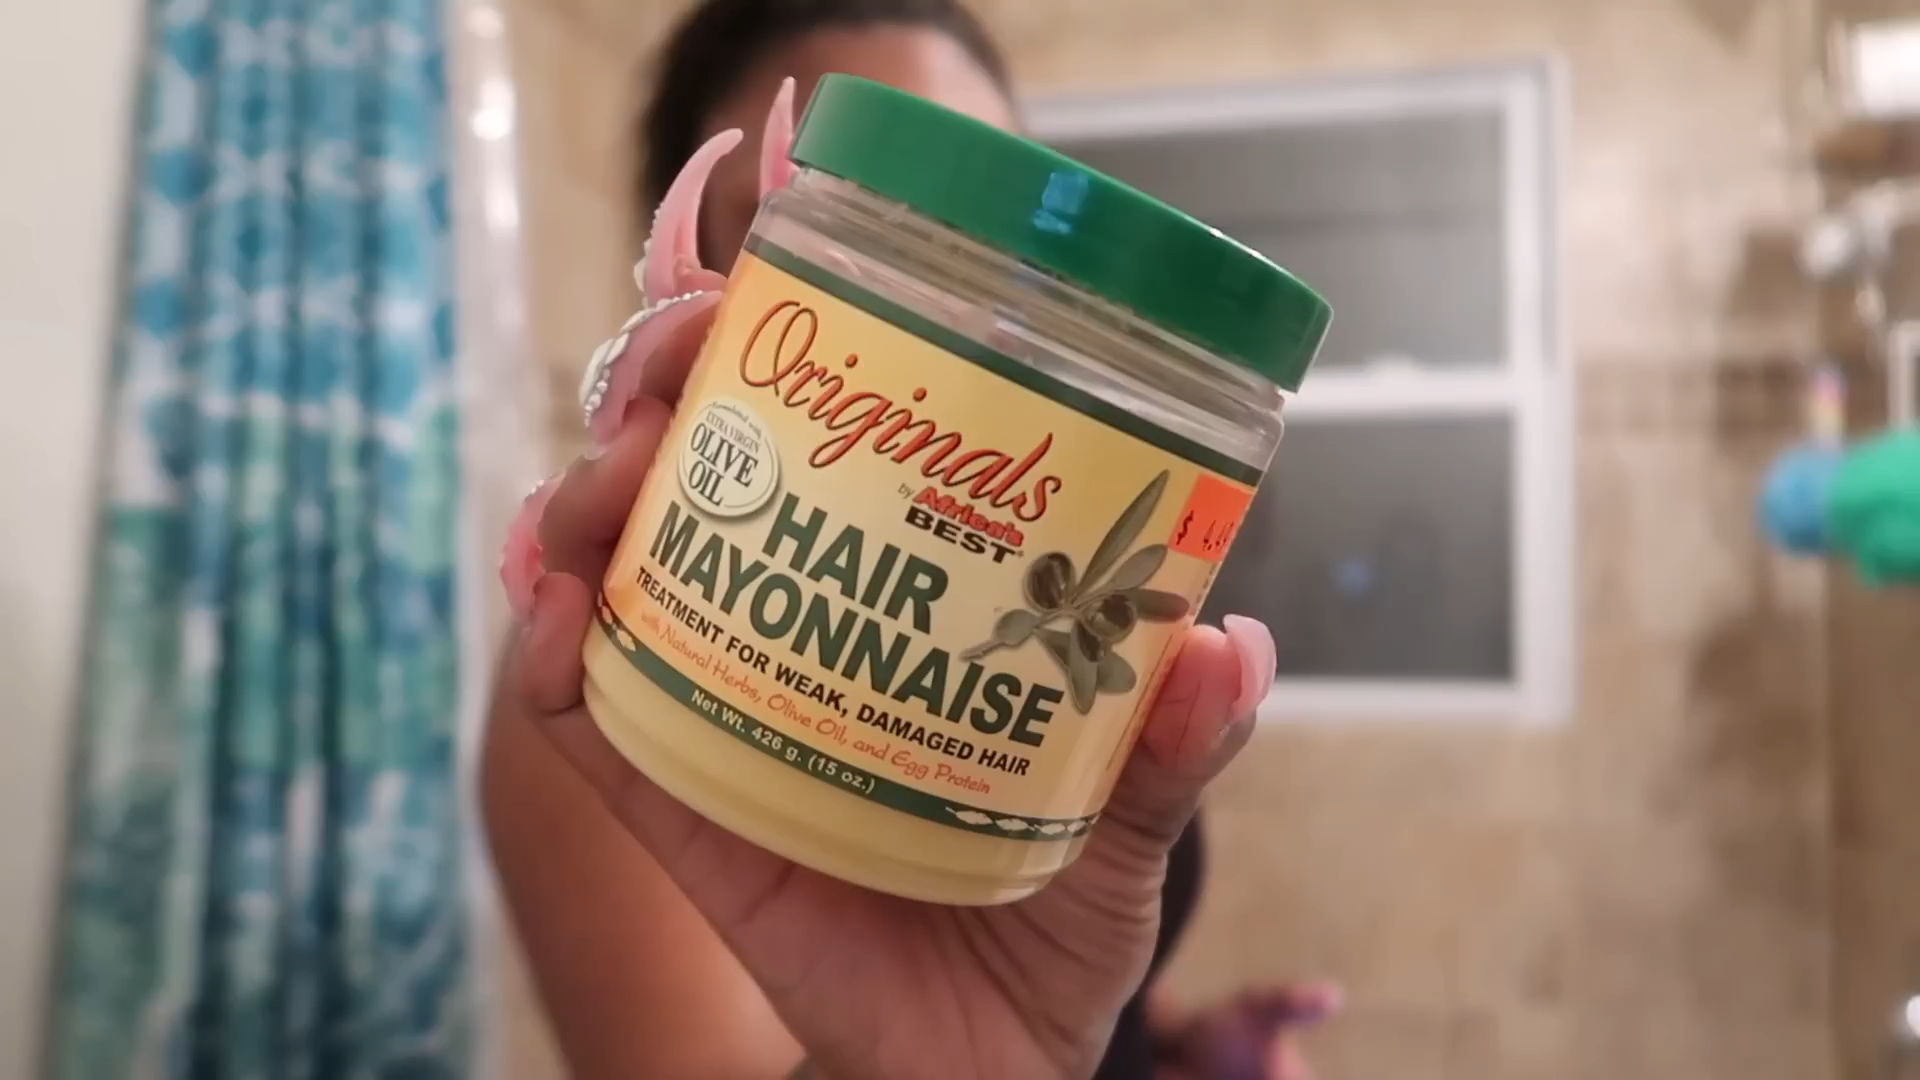 Originals
by Africa's
BEST®
Formulated with
EXTRA VIRGIN
OLIVE
OIL
HAIR
MAYONNAISE
TREATMENT FOR WEAK, DAMAGED HAIR
with Natural Herbs, Olive Oil, and Egg Protein
Net Wt. 426 g. (15 oz.)